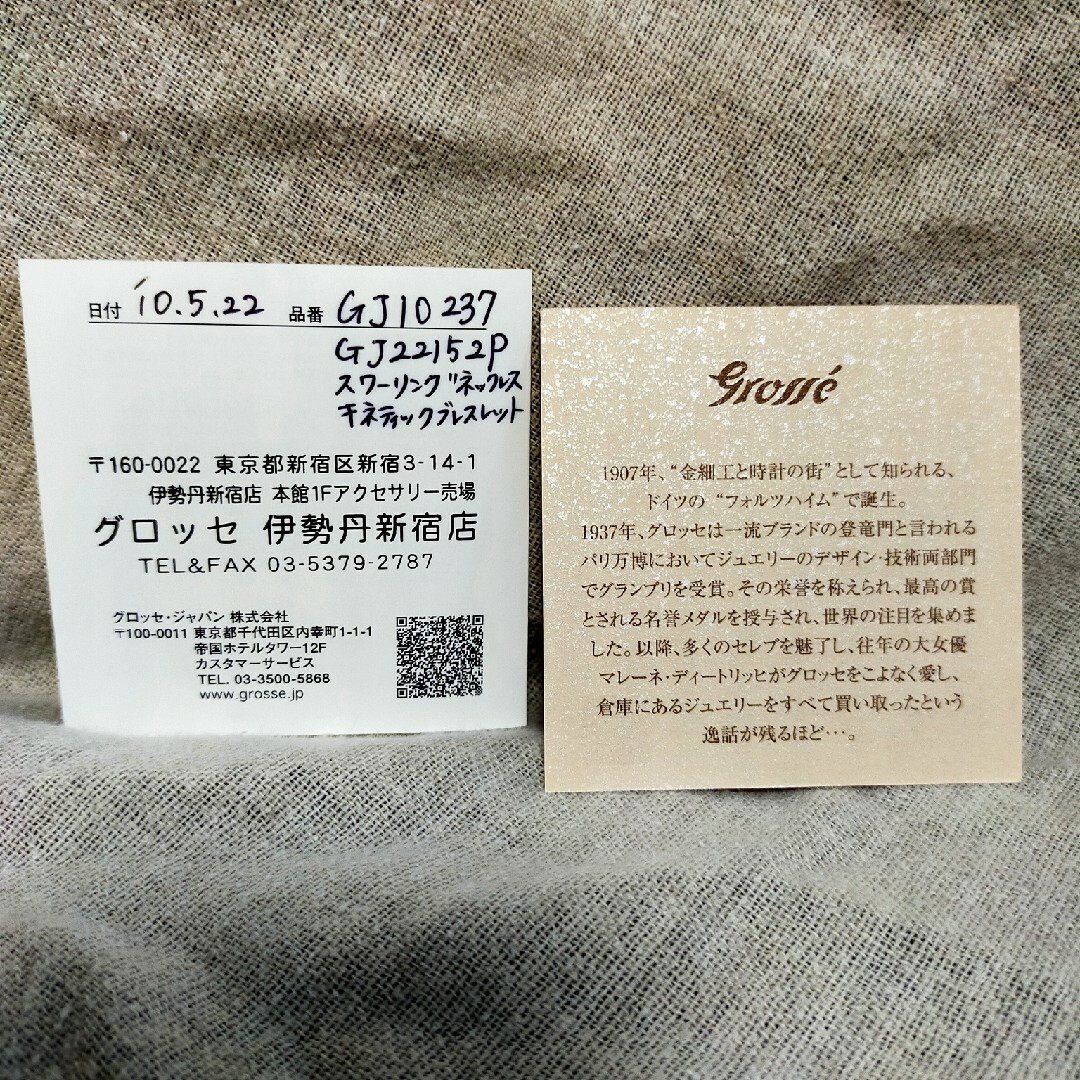 日付 '10.5.22 品番 GJ10237
GJ22152P
スワーリングネックレス
キネティックブレスレット
〒160-0022 東京都新宿区新宿3-14-1
伊勢丹新宿店 本館1Fアクセサリー売場
グロッセ 伊勢丹新宿店
TEL&FAX 03-5379-2787
グロッセ・ジャパン 株式会社
〒100-0011 東京都千代田区内幸町1-1-1
帝国ホテルタワー12F
カスタマーサービス
TEL. 03-3500-5868
www.grosse.jp
Grossé
1907年、“金細工と時計の街”として知られる、
ドイツの“フォルツハイム”で誕生。
1937年、グロッセは一流ブランドの登竜門と言われる
パリ万博においてジュエリーのデザイン・技術両部門
でグランプリを受賞。その栄誉を称えられ、最高の賞
とされる名誉メダルを授与され、世界の注目を集めま
した。以降、多くのセレブを魅了し、往年の大女優
マレーネ・ディートリッヒがグロッセをこよなく愛し、
倉庫にあるジュエリーをすべて買い取ったという
逸話が残るほど…。